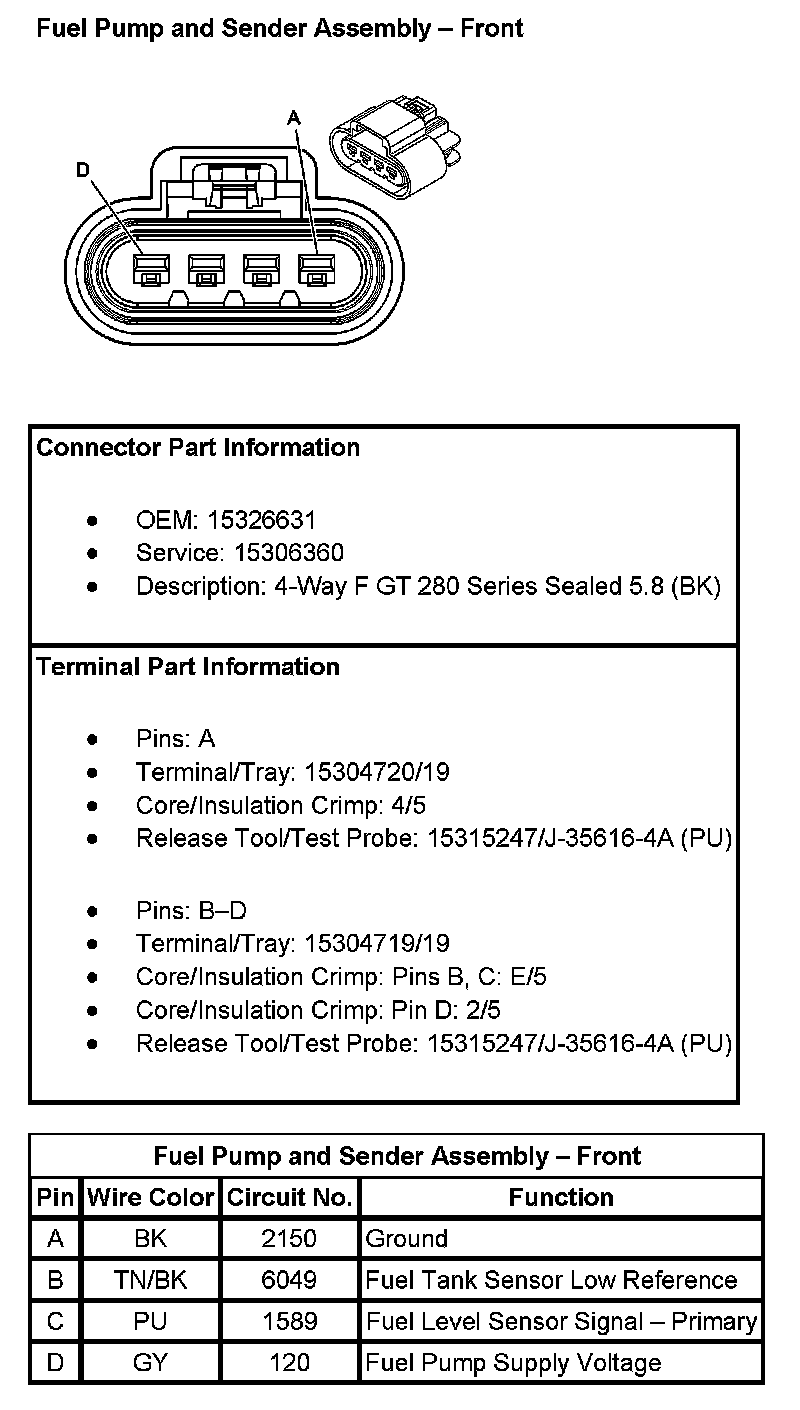 Fuel Pump and Sender Assembly – Front
A
D
Connector Part Information
• OEM: 15326631
• Service: 15306360
• Description: 4-Way F GT 280 Series Sealed 5.8 (BK)
Terminal Part Information
• Pins: A
• Terminal/Tray: 15304720/19
• Core/Insulation Crimp: 4/5
• Release Tool/Test Probe: 15315247/J-35616-4A (PU)
• Pins: B–D
• Terminal/Tray: 15304719/19
• Core/Insulation Crimp: Pins B, C: E/5
• Core/Insulation Crimp: Pin D: 2/5
• Release Tool/Test Probe: 15315247/J-35616-4A (PU)
Fuel Pump and Sender Assembly – Front
Pin Wire Color Circuit No. Function
A BK 2150 Ground
B TN/BK 6049 Fuel Tank Sensor Low Reference
C PU 1589 Fuel Level Sensor Signal – Primary
D GY 120 Fuel Pump Supply Voltage